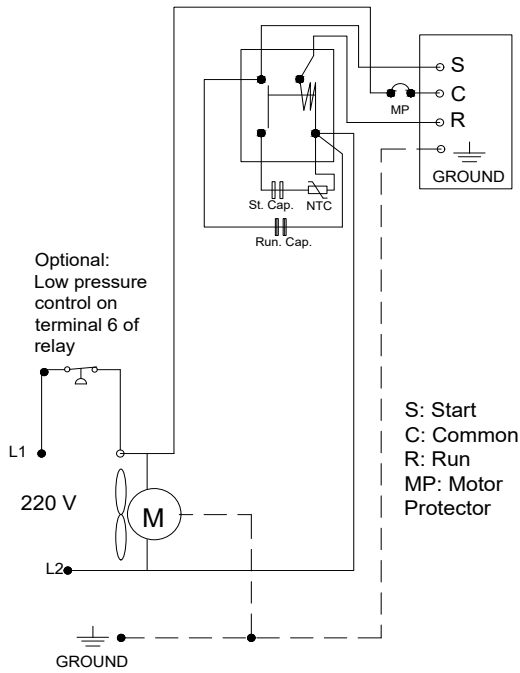 S
C
MP
R
GROUND
St. Cap.
NTC
Run. Cap.
Optional:
Low pressure
control on
terminal 6 of
relay
S: Start
C: Common
R: Run
MP: Motor
Protector
L1
220 V
M
L2
GROUND